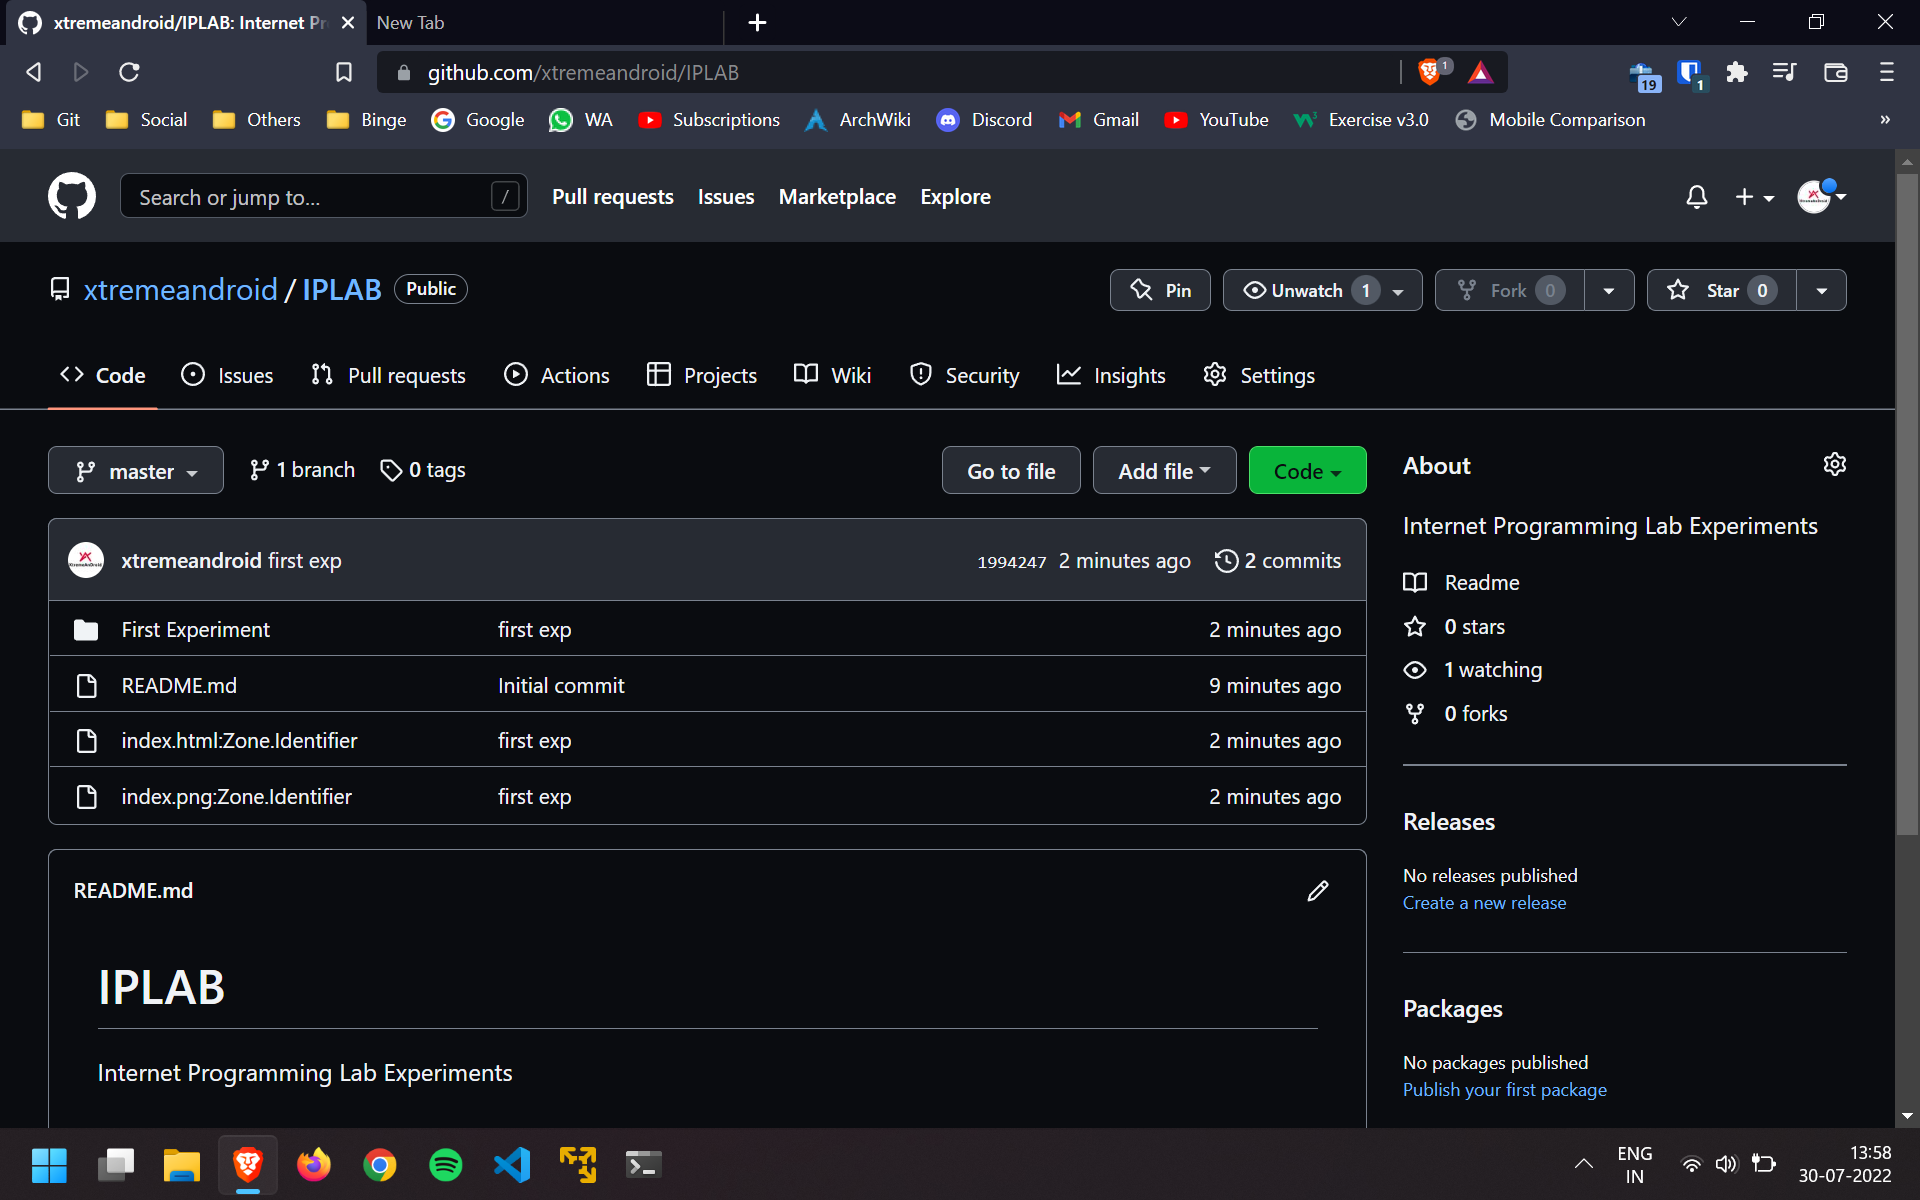 xtremeandroid/IPLAB: Internet Pr
New Tab
github.com/xtremeandroid/IPLAB
1
19
1
Git
Social
Others
Binge
Google
WA
Subscriptions
ArchWiki
Discord
Gmail
YouTube
Exercise v3.0
Mobile Comparison
»
Search or jump to...
/
Pull requests
Issues
Marketplace
Explore
xtremeandroid / IPLAB
Public
Pin
Unwatch 1
Fork 0
Star 0
Code
Issues
Pull requests
Actions
Projects
Wiki
Security
Insights
Settings
master
1 branch
0 tags
Go to file
Add file
Code
xtremeandroid first exp
1994247 2 minutes ago
2 commits
First Experiment
first exp
2 minutes ago
README.md
Initial commit
9 minutes ago
index.html:Zone.Identifier
first exp
2 minutes ago
index.png:Zone.Identifier
first exp
2 minutes ago
README.md
IPLAB
Internet Programming Lab Experiments
About
Internet Programming Lab Experiments
Readme
0 stars
1 watching
0 forks
Releases
No releases published
Create a new release
Packages
No packages published
Publish your first package
ENG
IN
13:58
30-07-2022